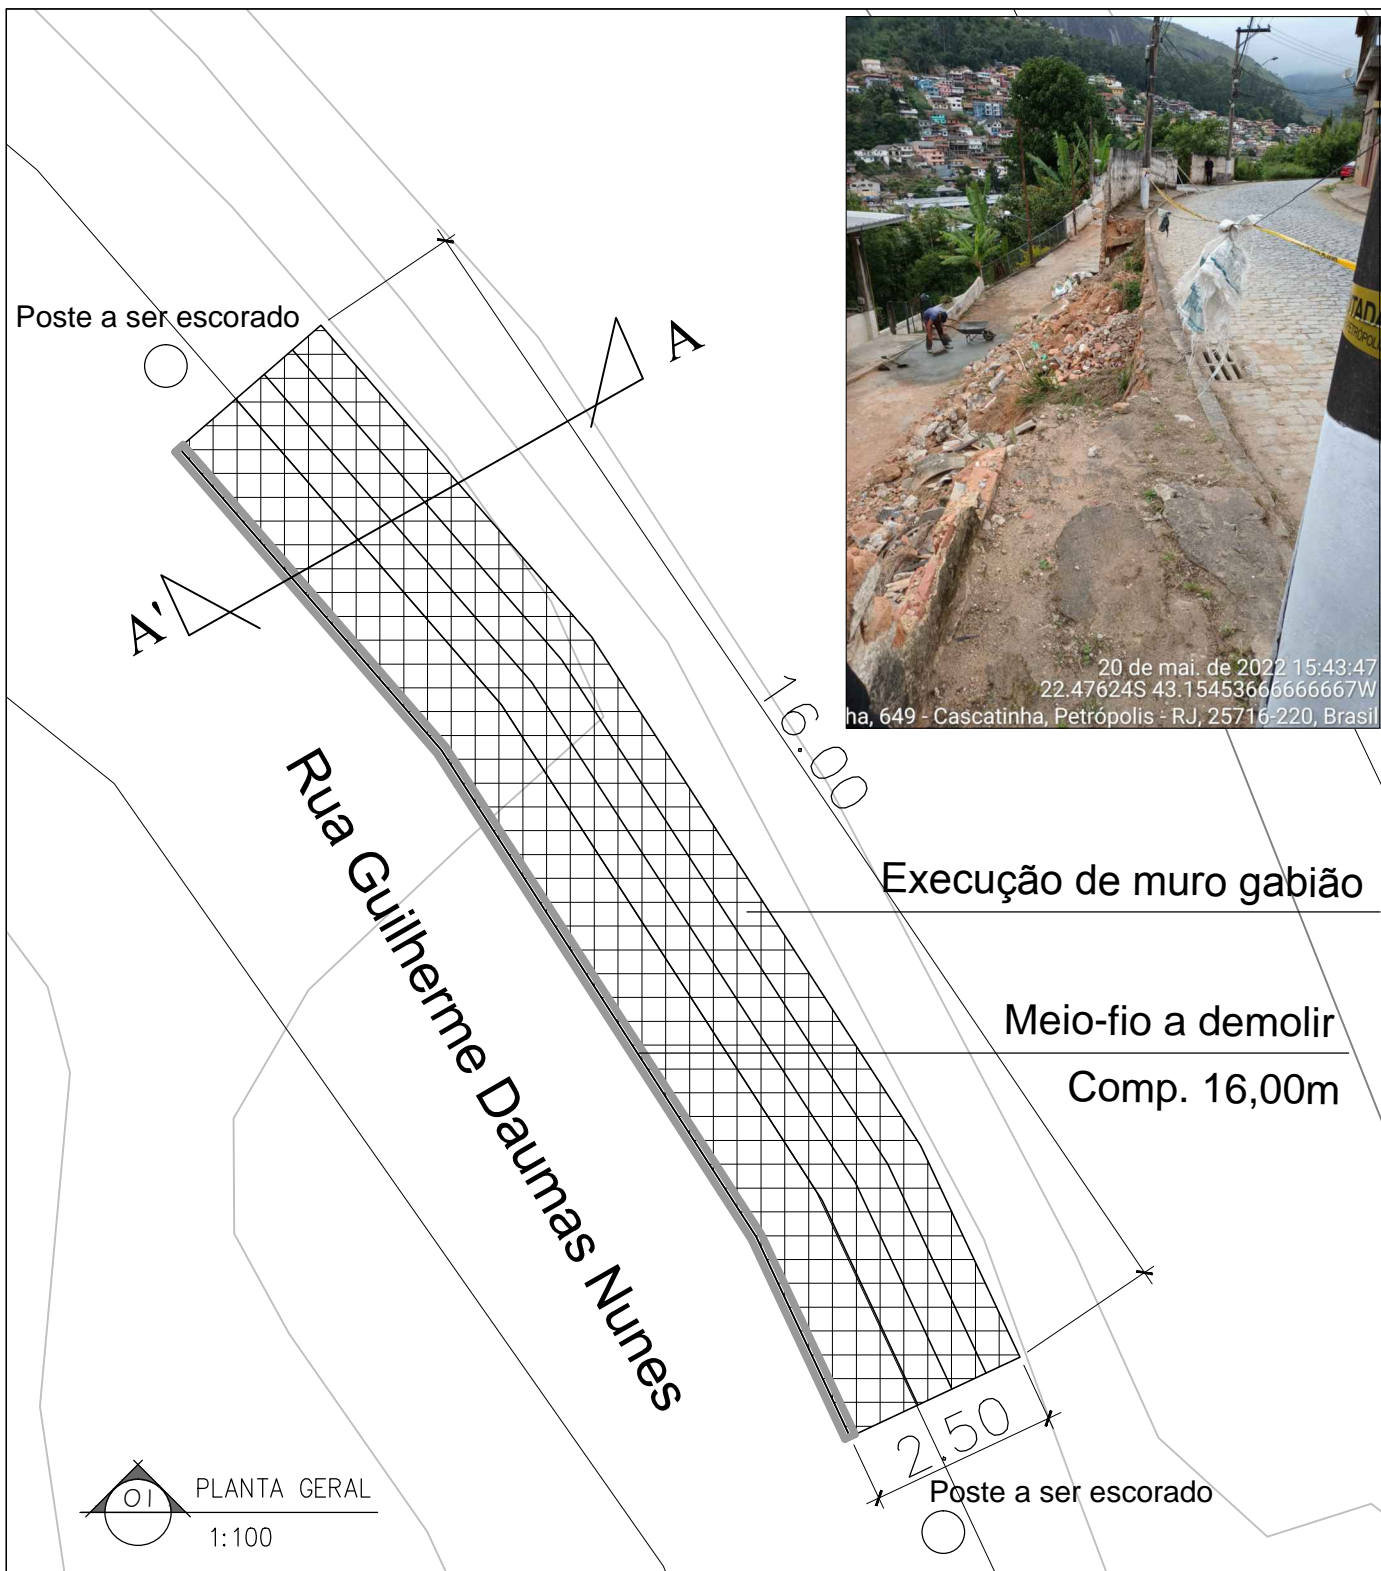 Poste a ser escorado
A
A'
16.00
TADA
PETRÓPOLI
20 de mai. de 2022 15:43:47
22.47624S 43.15453666666667W
ha, 649 - Cascatinha, Petrópolis - RJ, 25716-220, Brasil
Rua Guilherme Daumas Nunes
Execução de muro gabião
Meio-fio a demolir
Comp. 16,00m
2.50
Poste a ser escorado
01
PLANTA GERAL
1:100